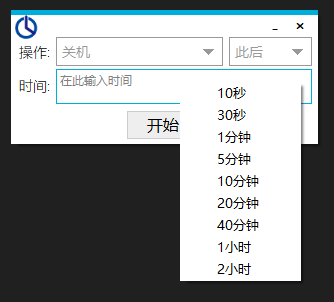 操作: 关机 此后
时间: 在此输入时间
开始
10秒
30秒
1分钟
5分钟
10分钟
20分钟
40分钟
1小时
2小时